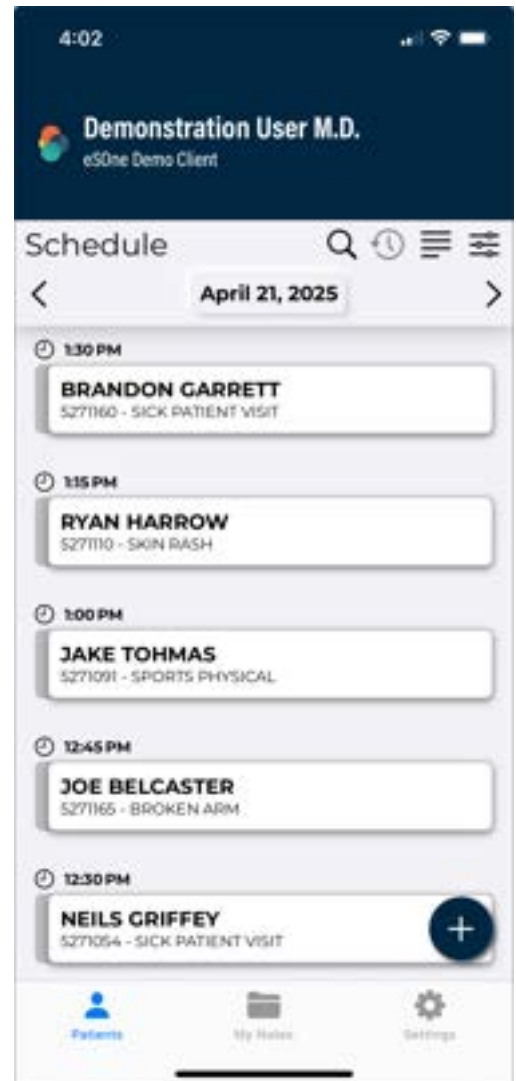 4:02
Demonstration User M.D.
eSOne Demo Client
Schedule
April 21, 2025
1:30 PM
BRANDON GARRETT
5271160 - SICK PATIENT VISIT
1:15 PM
RYAN HARROW
5271110 - SKIN RASH
1:00 PM
JAKE TOHMAS
5271091 - SPORTS PHYSICAL
12:45 PM
JOE BELCASTER
5271165 - BROKEN ARM
12:30 PM
NEILS GRIFFEY
5271054 - SICK PATIENT VISIT
Patients
My Notes
Settings